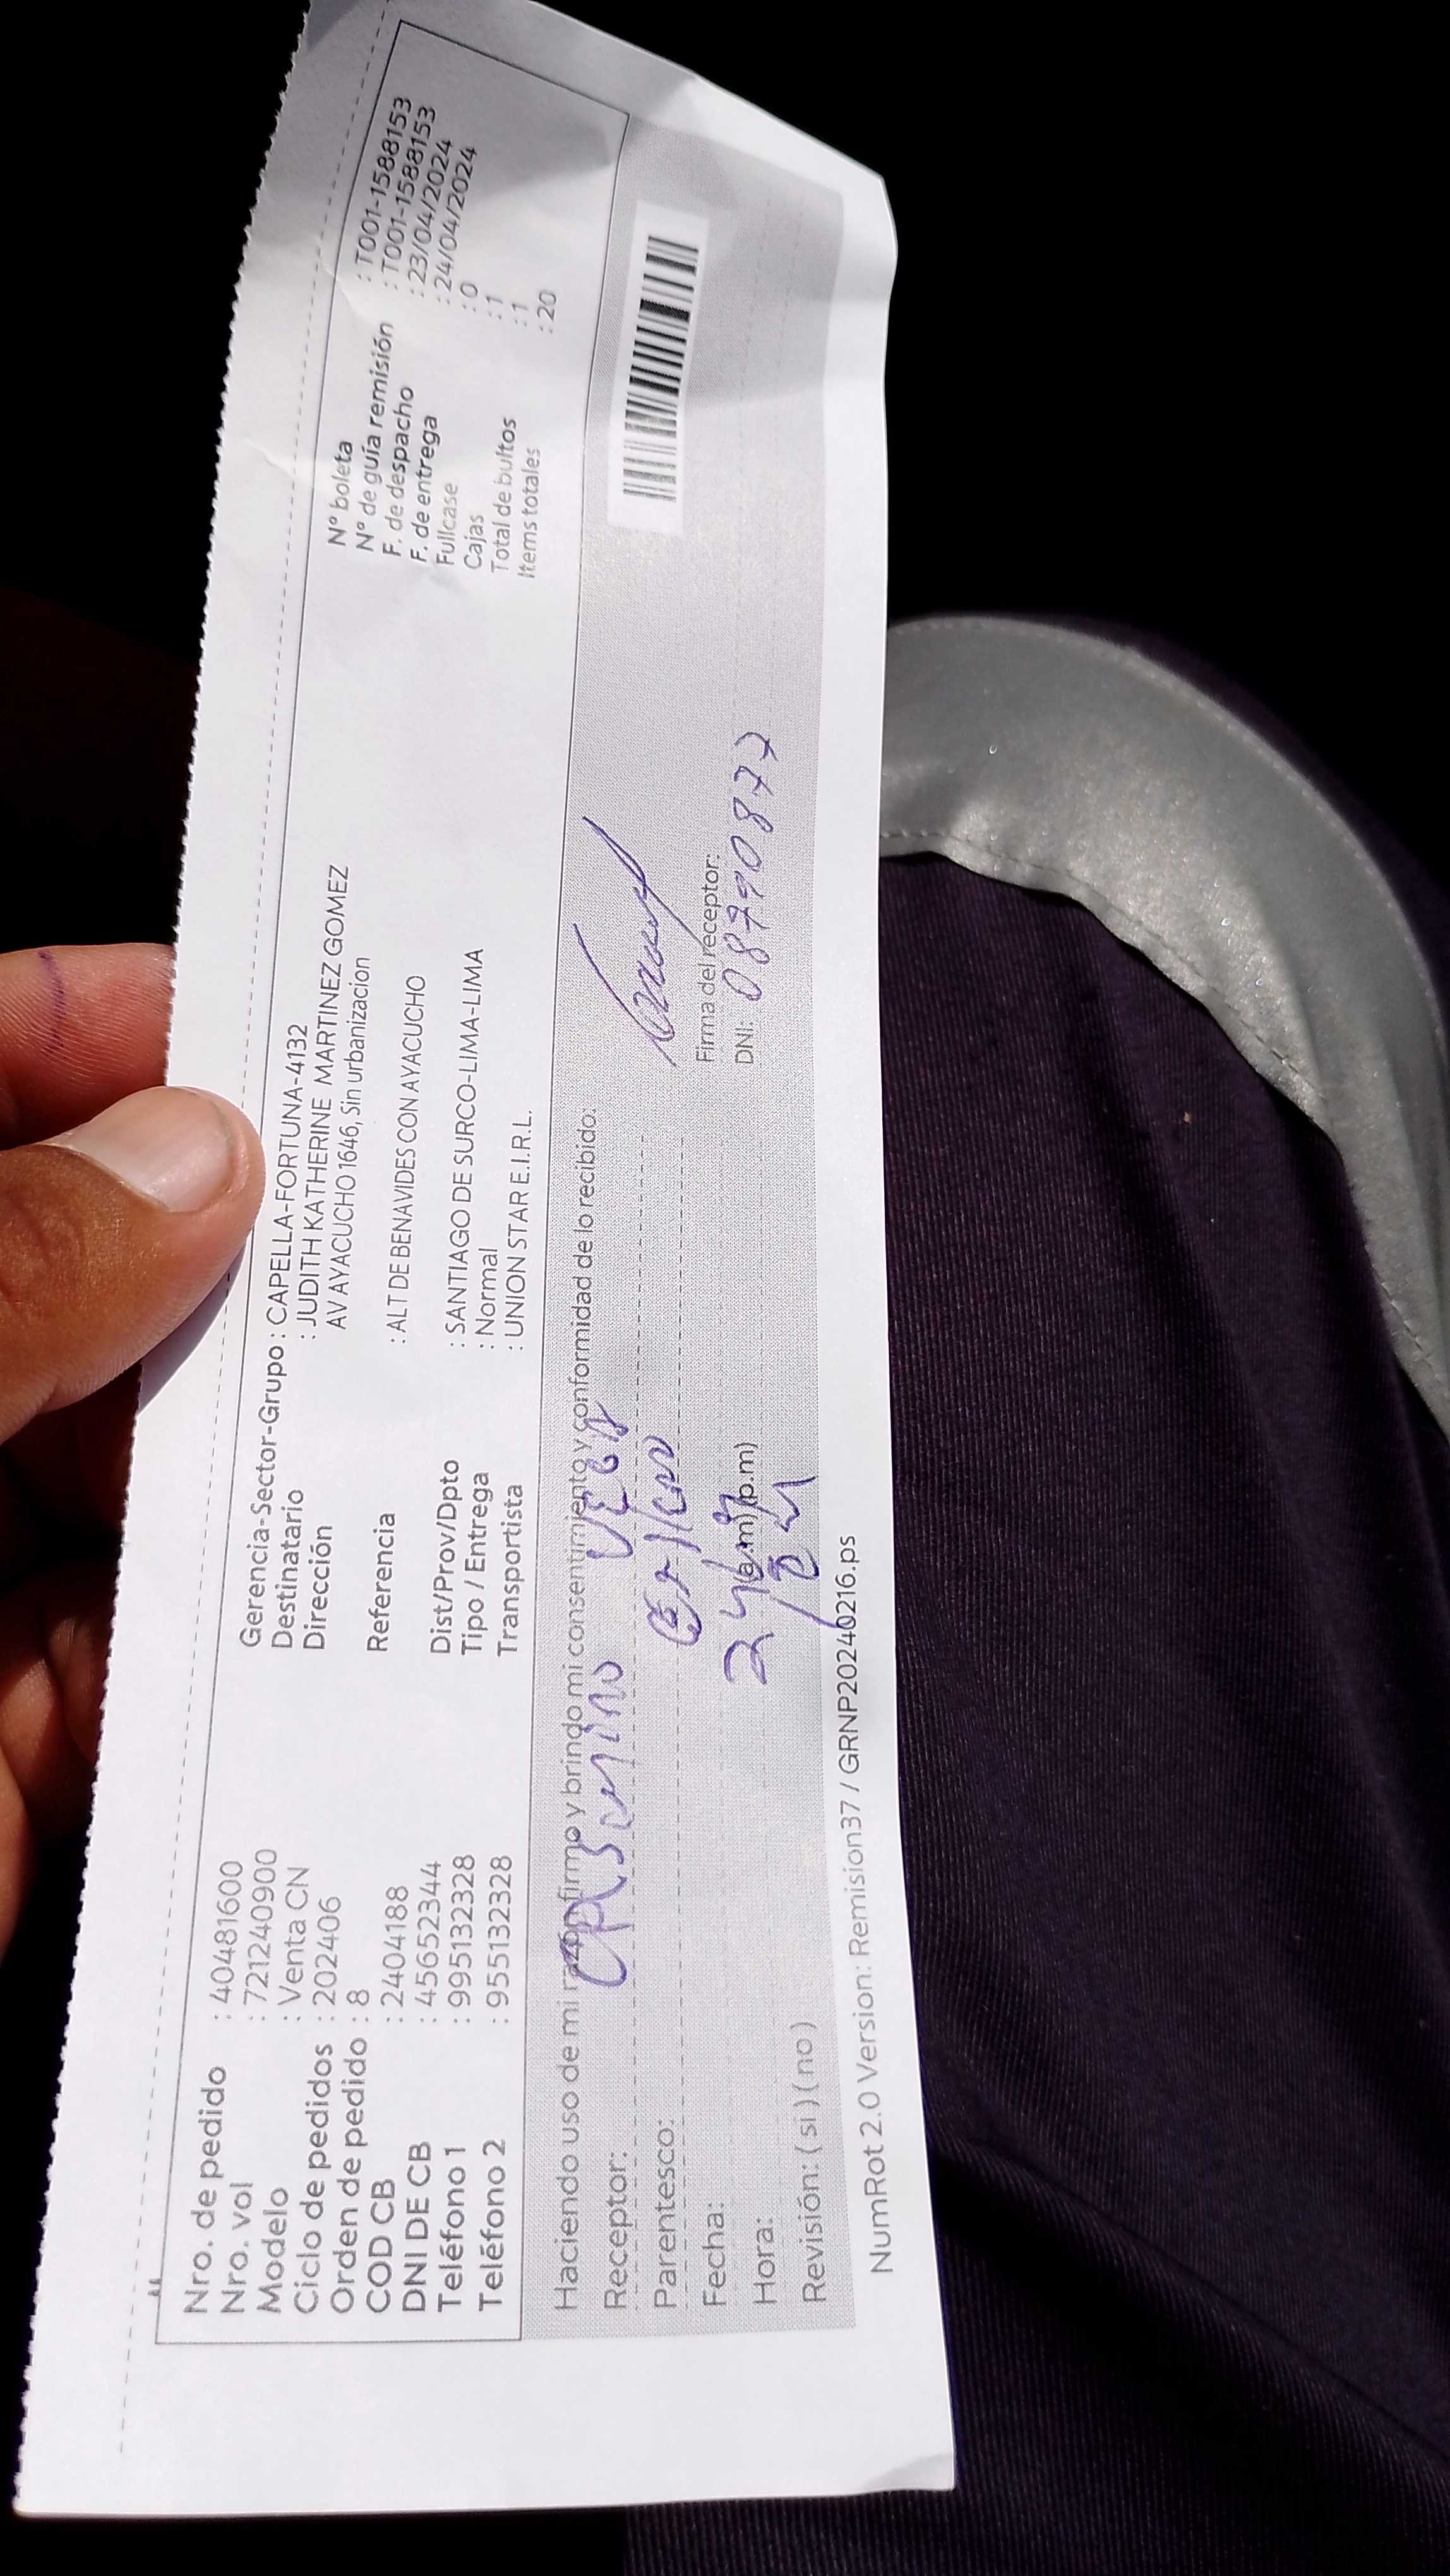 Nro. de pedido : 404481600
Nro. vol : 721240900
Modelo : Venta CN
Ciclo de pedidos : 202406
Orden de pedido : 8
COD CB : 2404188
DNI DE CB : 45652344
Teléfono 1 : 995132328
Teléfono 2 : 955132328
Gerencia-Sector-Grupo : CAPELLA-FORTUNA-4132
Destinatario : JUDITH KATHERINE MARTINEZ GOMEZ
Dirección AV AYACUCHO 1646, Sin urbanizacion
Referencia : ALT DE BENAVIDES CON AYACUCHO
Dist/Prov/Dpto : SANTIAGO DE SURCO-LIMA-LIMA
Tipo / Entrega : Normal
Transportista : UNION STAR E.I.R.L.
N° boleta : T001-1588153
N° de guía remisión : T001-1588153
F. de despacho : 23/04/2024
F. de entrega : 24/04/2024
Fullcase : 0
Cajas : 1
Total de bultos : 1
Items totales : 20
Haciendo uso de mi razón firmo y brindo mi consentimiento y conformidad de lo recibido:
Receptor:
Parentesco:
Fecha: 24
Hora: (a.m) (p.m)
Revisión: ( si ) ( no )
Firma del receptor:
DNI: 08790877
NumRot 2.0 Version: Remision37 / GRNP20240216.ps